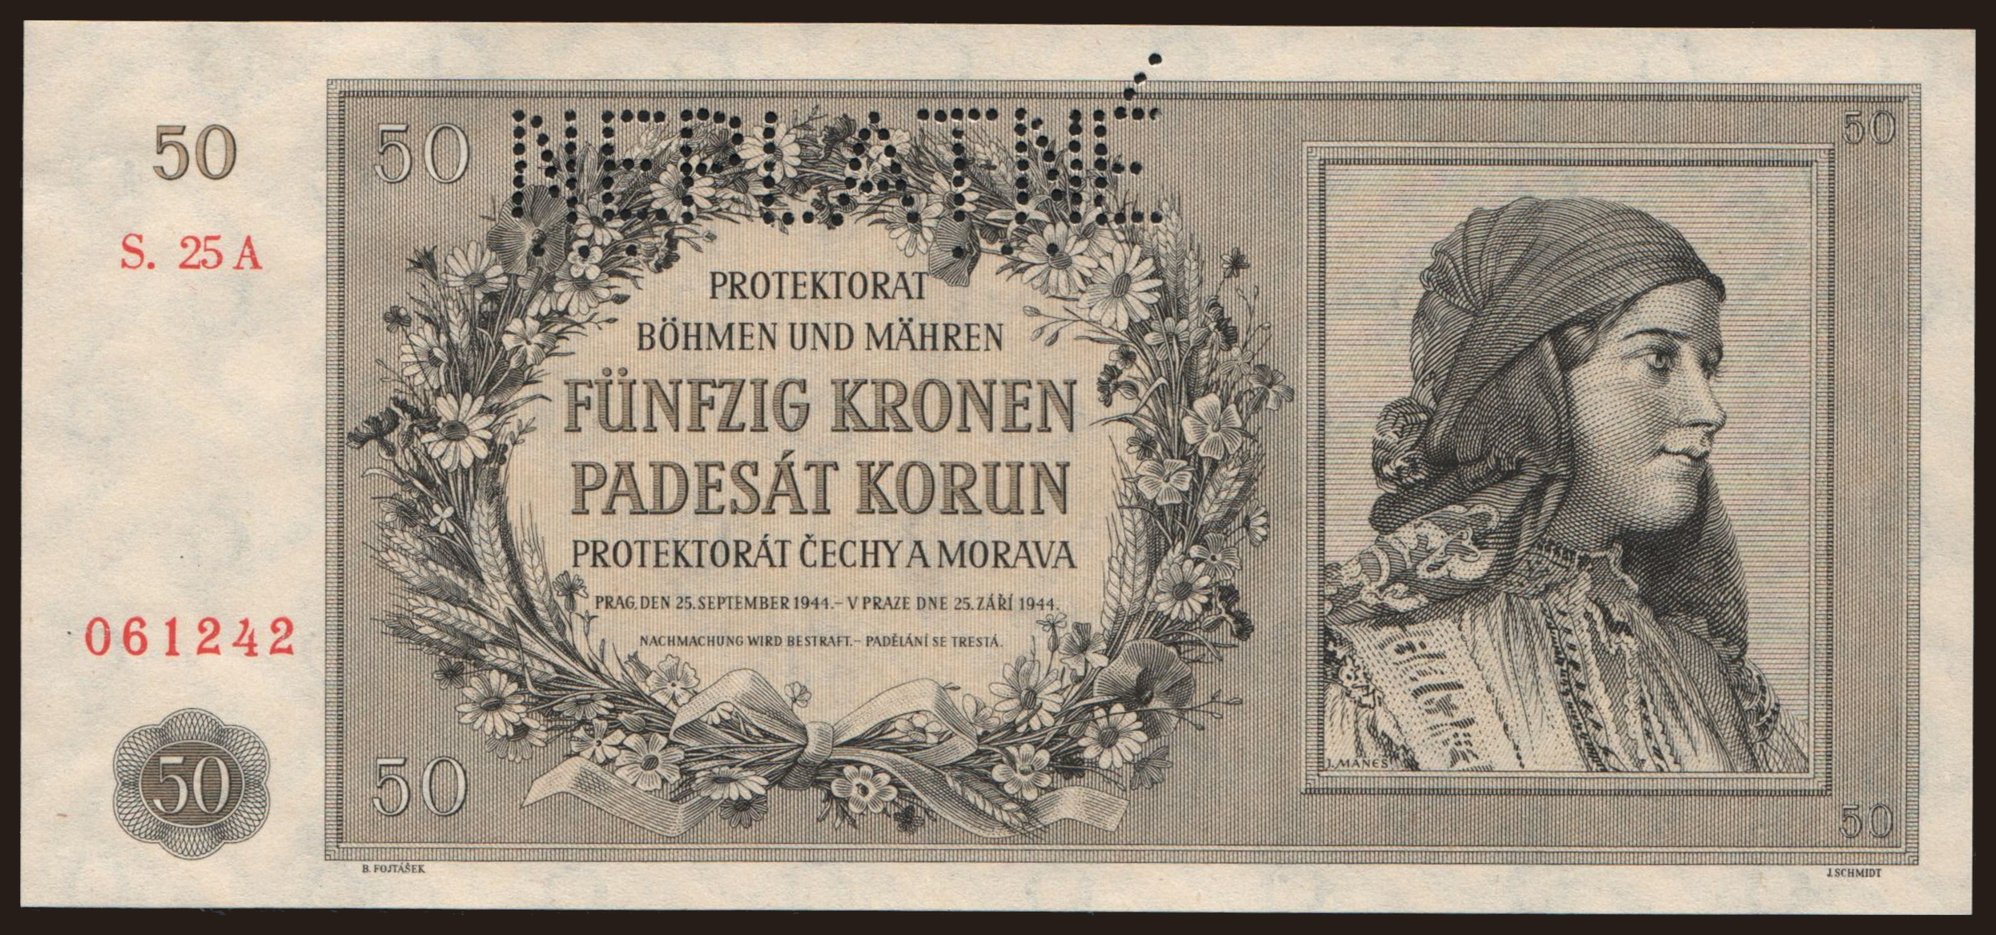 NEPLATNÉ
50
50
50
S. 25 A
PROTEKTORAT
BÖHMEN UND MÄHREN
FÜNFZIG KRONEN
PADESÁT KORUN
PROTEKTORÁT ČECHY A MORAVA
PRAG, DEN 25. SEPTEMBER 1944. – V PRAZE DNE 25. ZÁŘÍ 1944.
061242
NACHMACHUNG WIRD BESTRAFT. – PADĚLÁNÍ SE TRESTÁ.
J. MÁNES
50
50
50
B. FOJTÁŠEK
J. SCHMIDT